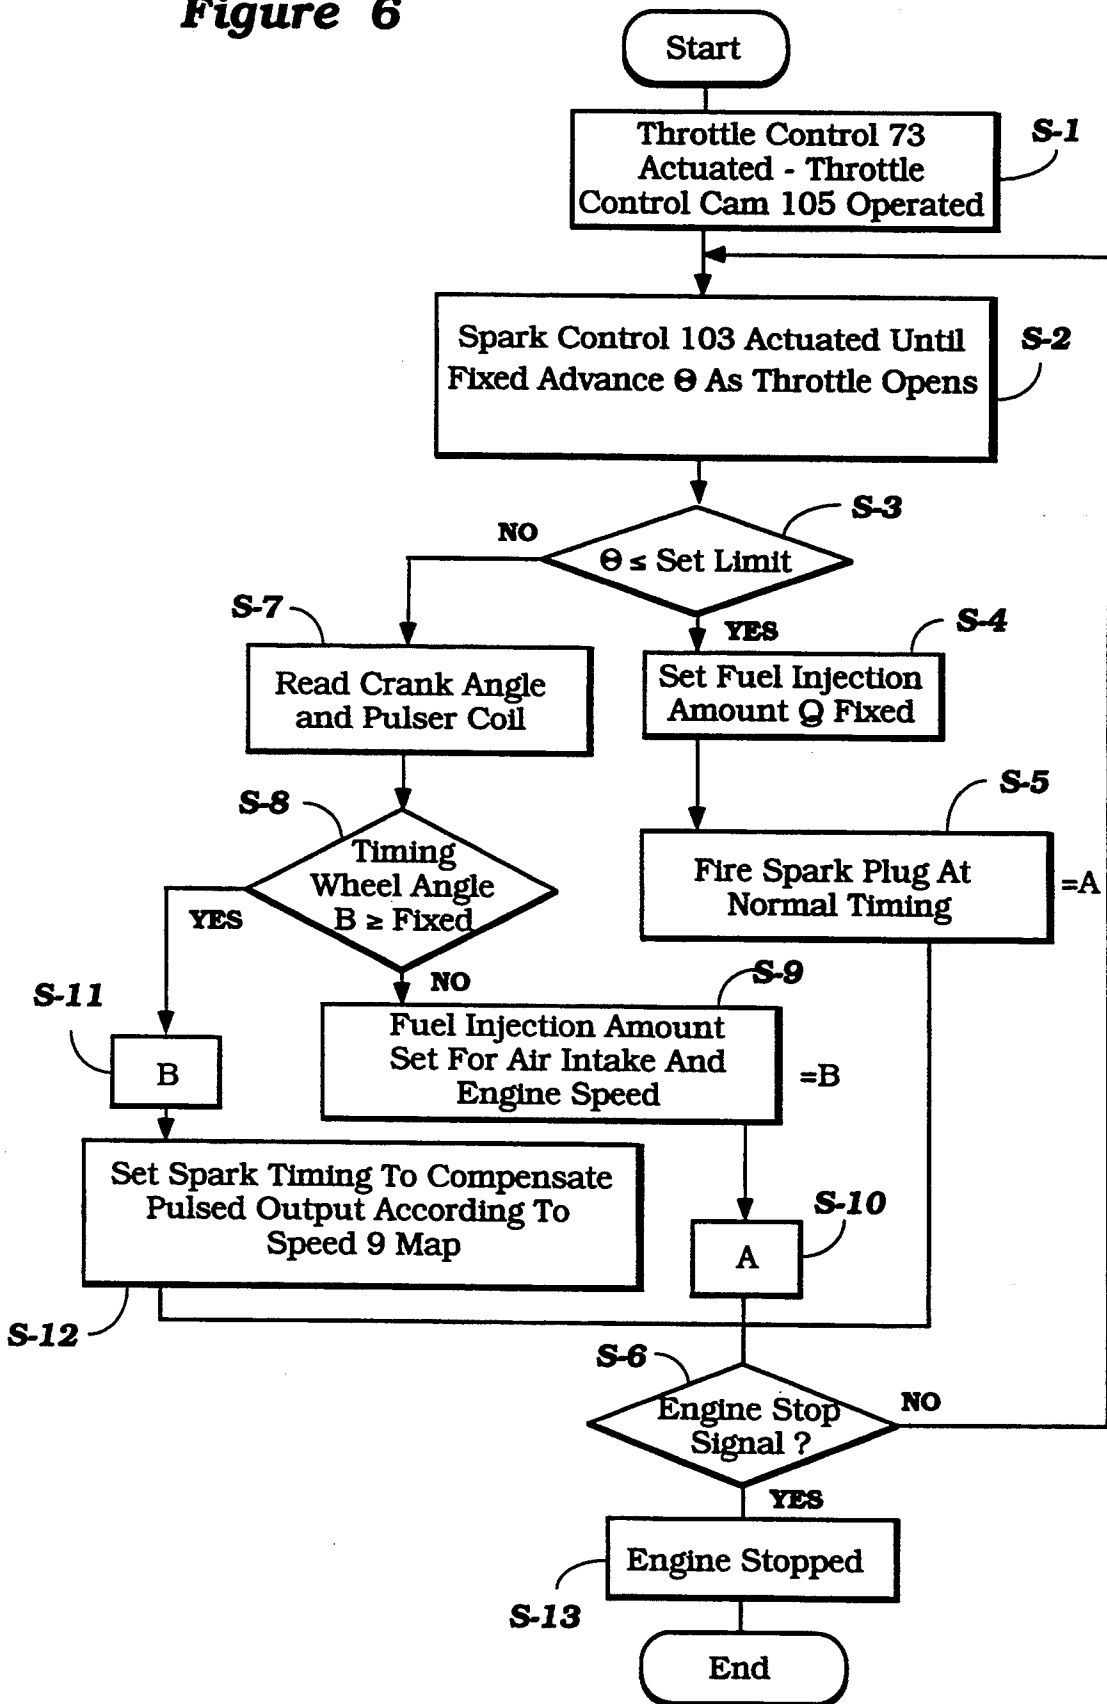 Figure 6
Start
Throttle Control 73
Actuated - Throttle
Control Cam 105 Operated
S-1
Spark Control 103 Actuated Until
Fixed Advance Θ As Throttle Opens
S-2
Θ ≤ Set Limit
S-3
NO
YES
S-7
Read Crank Angle
and Pulser Coil
S-4
Set Fuel Injection
Amount Q Fixed
S-8
Timing
Wheel Angle
B ≥ Fixed
YES
NO
S-5
Fire Spark Plug At
Normal Timing
=A
S-11
B
S-9
Fuel Injection Amount
Set For Air Intake And
Engine Speed
=B
Set Spark Timing To Compensate
Pulsed Output According To
Speed 9 Map
S-12
S-10
A
S-6
Engine Stop
Signal ?
NO
YES
Engine Stopped
S-13
End